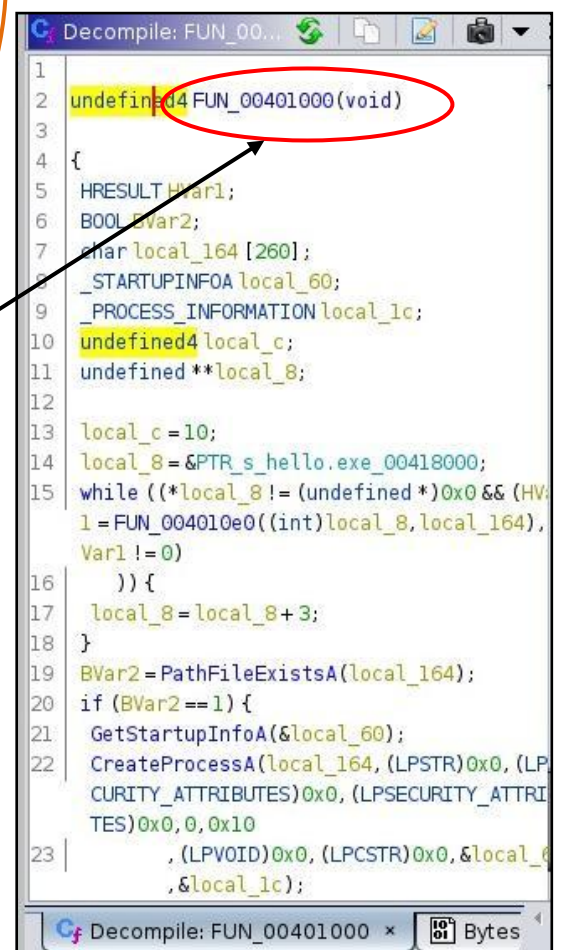 Decompile: FUN_00...
1
2 undefined4 FUN_00401000(void)
3
4 {
5 HRESULT HVar1;
6 BOOL BVar2;
7 char local_164 [260];
8 _STARTUPINFOA local_60;
9 _PROCESS_INFORMATION local_1c;
10 undefined4 local_c;
11 undefined **local_8;
12
13 local_c = 10;
14 local_8 = &PTR_s_hello.exe_00418000;
15 while ((*local_8 != (undefined *)0x0 && (HVa
1 = FUN_004010e0((int)local_8,local_164),
Var1 != 0)
16 )) {
17 local_8 = local_8 + 3;
18 }
19 BVar2 = PathFileExistsA(local_164);
20 if (BVar2 == 1) {
21 GetStartupInfoA(&local_60);
22 CreateProcessA(local_164,(LPSTR)0x0,(LP
CURITY_ATTRIBUTES)0x0,(LPSECURITY_ATTRI
TES)0x0,0,0x10
23 ,(LPVOID)0x0,(LPCSTR)0x0,&local_6
,&local_1c);
Decompile: FUN_00401000 × Bytes